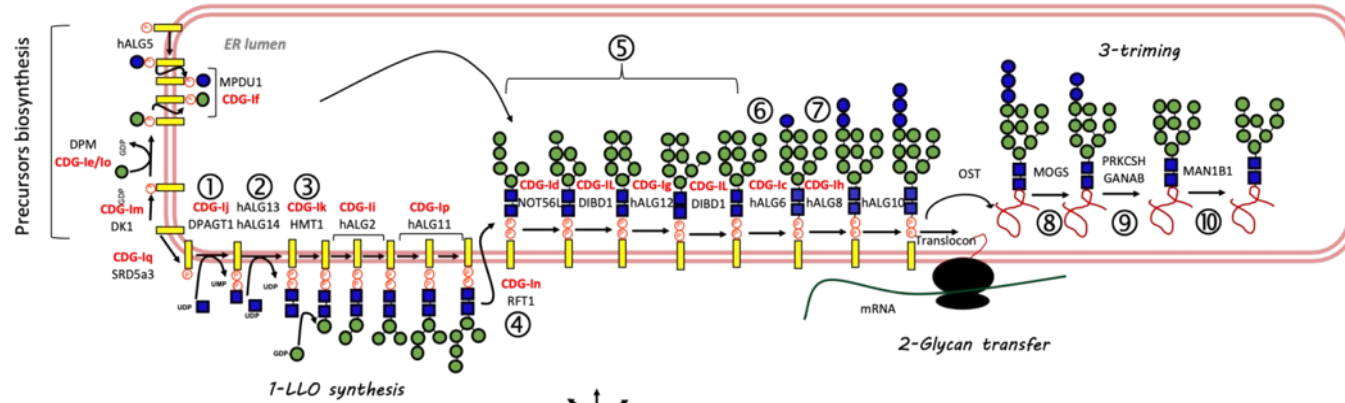 Precursors biosynthesis
hALG5
ER lumen
MPDU1
CDG-If
DPM
CDG-Ie/Io
GDP
GDP
CDG-Im
DK1
CDG-Iq
SRD5a3
P
①
CDG-Ij
DPAGT1
②
hALG13
hALG14
③
CDG-Ik
HMT1
CDG-Ii
hALG2
CDG-Ip
hALG11
UDP
UMP
UDP
UDP
GDP
1-LLO synthesis
CDG-In
RFT1
④
⑤
CDG-Id
NOT56L
CDG-IL
DIBD1
CDG-Ig
hALG12
CDG-IL
DIBD1
⑥
CDG-Ic
hALG6
⑦
CDG-Ih
hALG8
hALG10
OST
Translocon
mRNA
2-Glycan transfer
3-triming
MOGS
⑧
PRKCSH
GANAB
⑨
MAN1B1
⑩